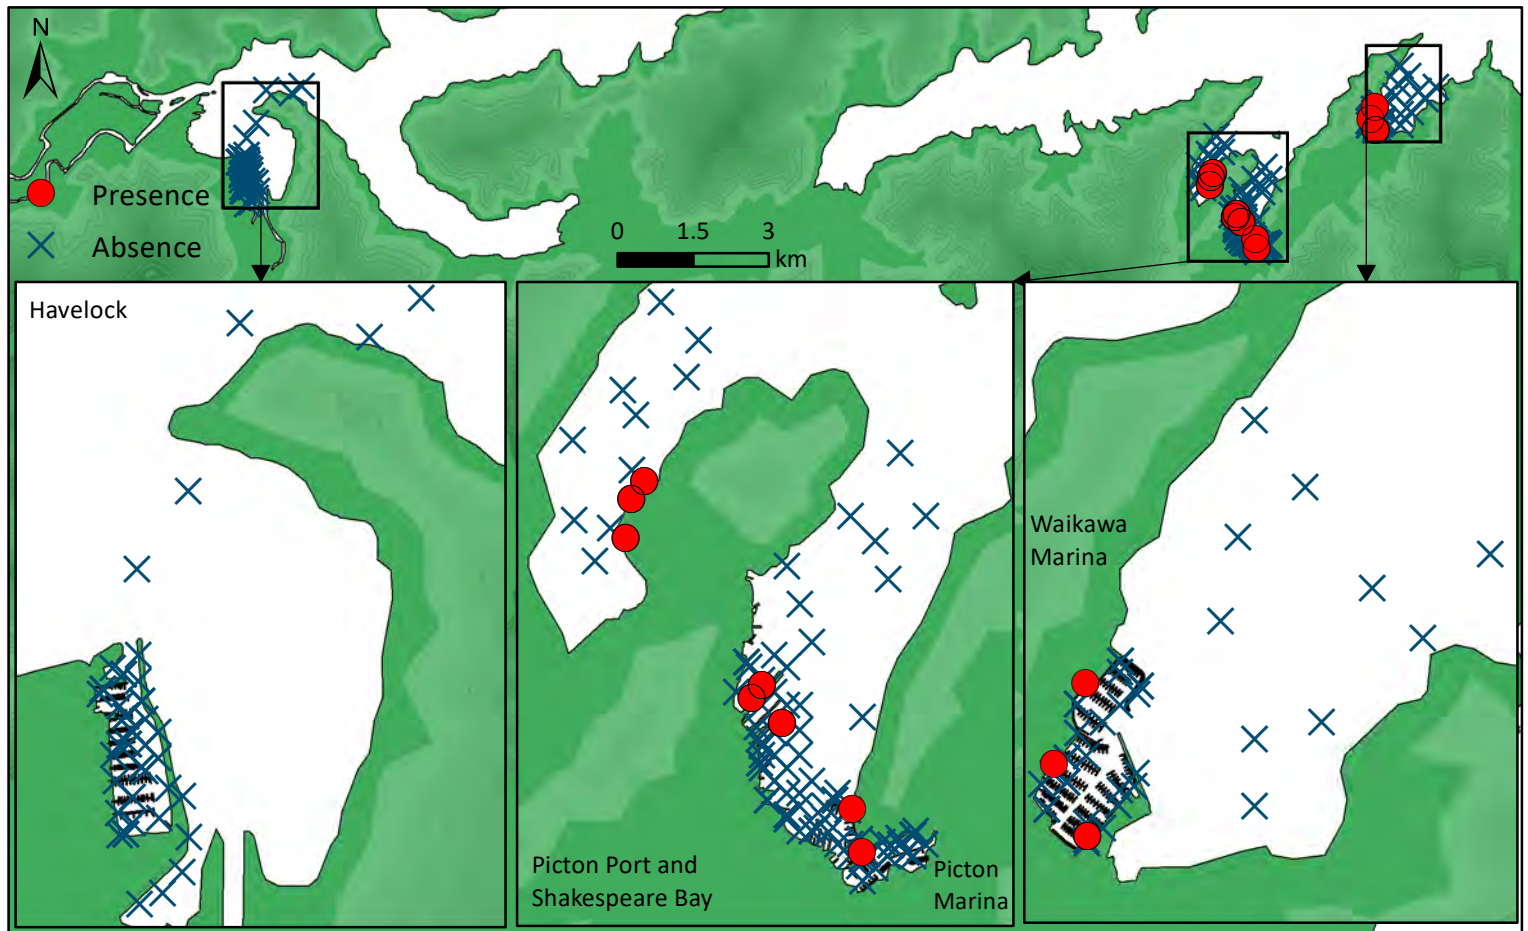 N
Presence
Absence
0 1.5 3
km
Havelock
Picton Port and
Shakespeare Bay
Picton
Marina
Waikawa
Marina